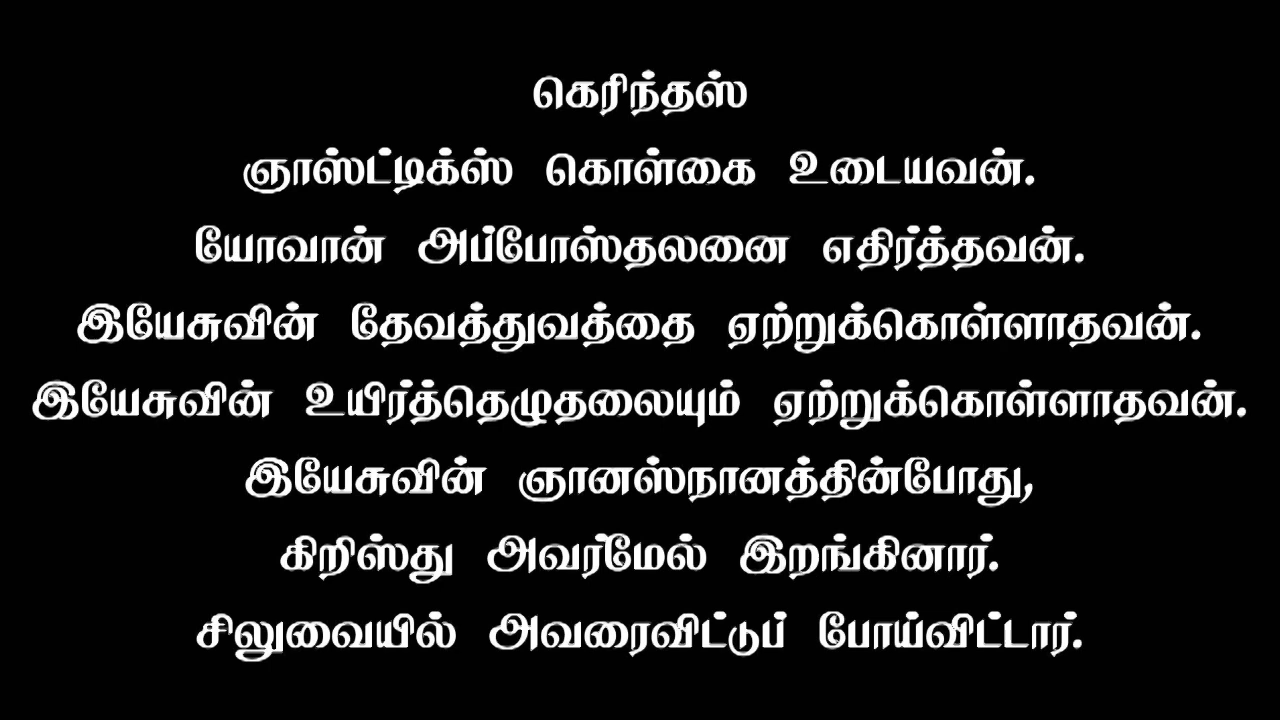 கெரிந்தஸ்
ஞாஸ்ட்டிக்ஸ் கொள்கை உடையவன்.
யோவான் அப்போஸ்தலனை எதிர்த்தவன்.
இயேசுவின் தேவத்துவத்தை ஏற்றுக்கொள்ளாதவன்.
இயேசுவின் உயிர்த்தெழுதலையும் ஏற்றுக்கொள்ளாதவன்.
இயேசுவின் ஞானஸ்நானத்தின்போது,
கிறிஸ்து அவர்மேல் இறங்கினார்.
சிலுவையில் அவரைவிட்டுப் போய்விட்டார்.